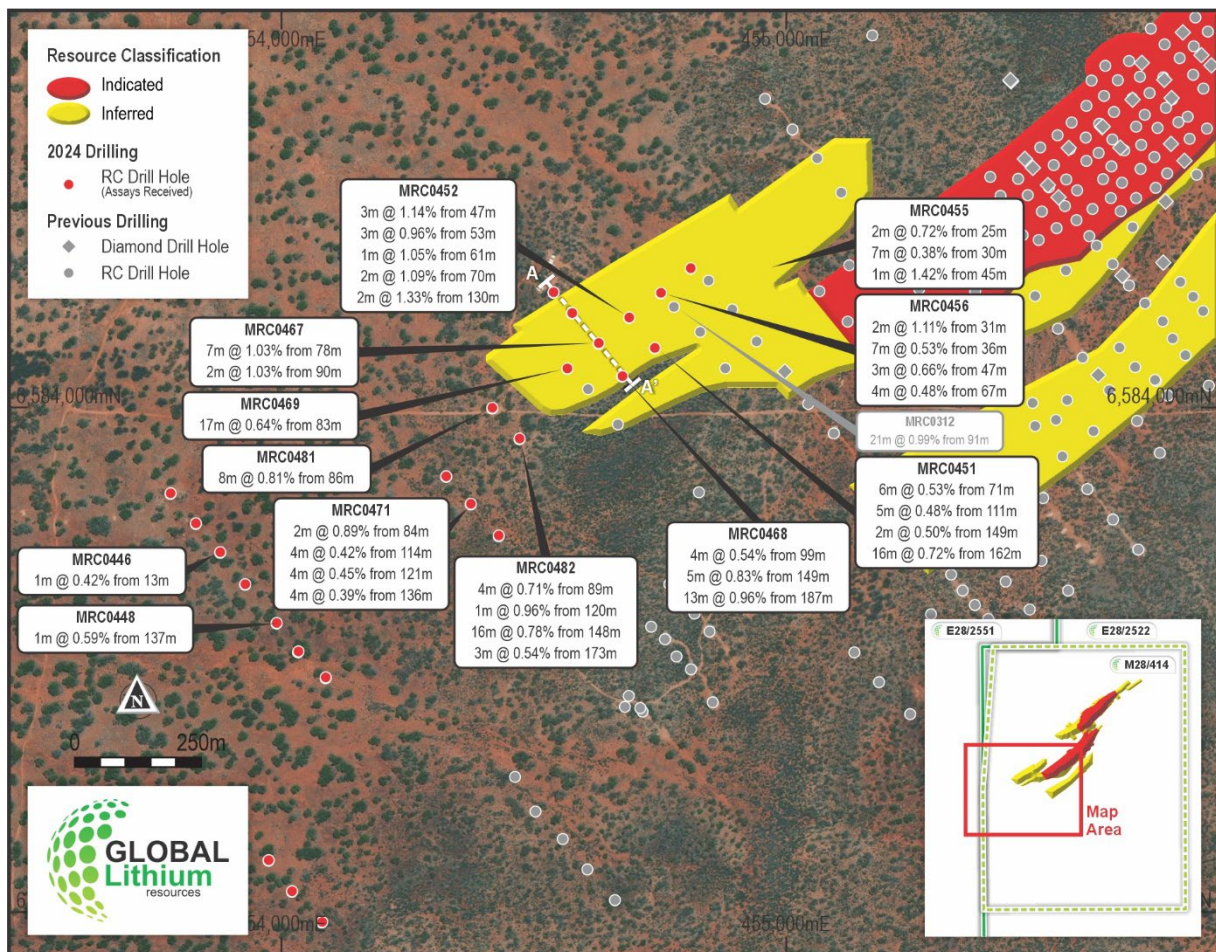 54,000mE
455,000mE
Resource Classification
Indicated
Inferred
2024 Drilling
RC Drill Hole
(Assays Received)
Previous Drilling
Diamond Drill Hole
RC Drill Hole
MRC0452
3m @ 1.14% from 47m
3m @ 0.96% from 53m
1m @ 1.05% from 61m
2m @ 1.09% from 70m
2m @ 1.33% from 130m
MRC0455
2m @ 0.72% from 25m
7m @ 0.38% from 30m
1m @ 1.42% from 45m
A
A'
MRC0456
2m @ 1.11% from 31m
7m @ 0.53% from 36m
3m @ 0.66% from 47m
4m @ 0.48% from 67m
MRC0467
7m @ 1.03% from 78m
2m @ 1.03% from 90m
6,584,000mN
6,584,000mN
MRC0469
17m @ 0.64% from 83m
MRC0312
21m @ 0.99% from 91m
MRC0481
8m @ 0.81% from 86m
MRC0451
6m @ 0.53% from 71m
5m @ 0.48% from 111m
2m @ 0.50% from 149m
16m @ 0.72% from 162m
MRC0471
2m @ 0.89% from 84m
4m @ 0.42% from 114m
4m @ 0.45% from 121m
4m @ 0.39% from 136m
MRC0468
4m @ 0.54% from 99m
5m @ 0.83% from 149m
13m @ 0.96% from 187m
MRC0446
1m @ 0.42% from 13m
MRC0482
4m @ 0.71% from 89m
1m @ 0.96% from 120m
16m @ 0.78% from 148m
3m @ 0.54% from 173m
MRC0448
1m @ 0.59% from 137m
E28/2551
E28/2522
M28/414
Map
Area
N
0 250m
GLOBAL
Lithium
resources
54,000mE
455,000mE